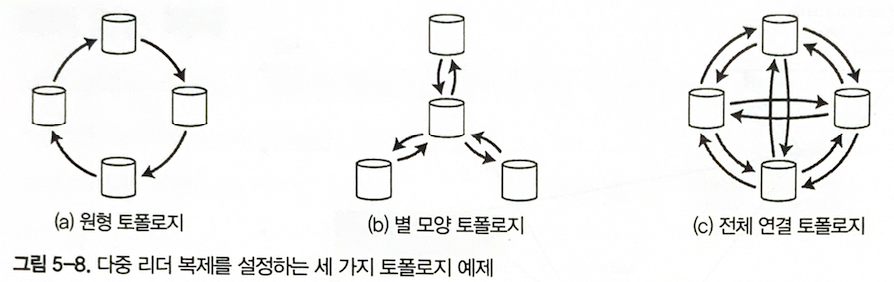 (a) 원형 토폴로지
(b) 별 모양 토폴로지
(c) 전체 연결 토폴로지
그림 5-8. 다중 리더 복제를 설정하는 세 가지 토폴로지 예제